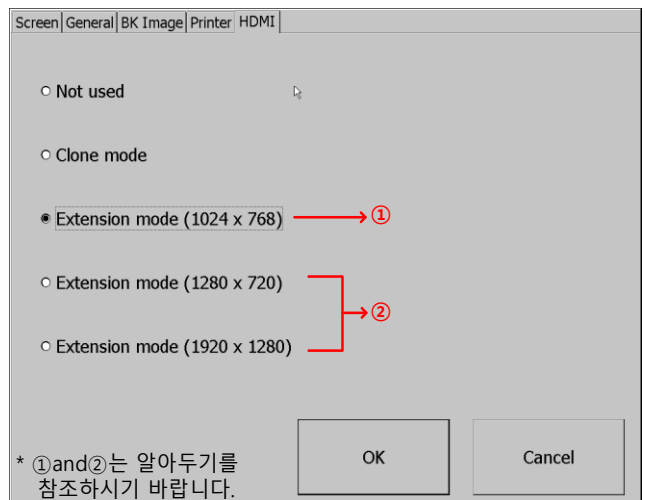 Screen General BK Image Printer HDMI
Not used
Clone mode
Extension mode (1024 x 768) ①
Extension mode (1280 x 720)
②
Extension mode (1920 x 1280)
OK Cancel
* ①and②는 알아두기를
참조하시기 바랍니다.